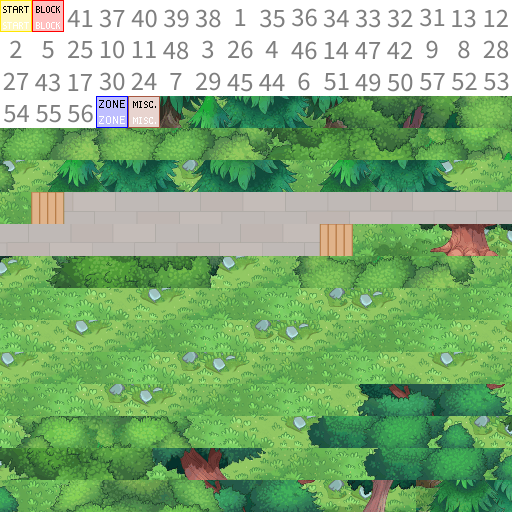 START BLOCK 41 37 40 39 38 1 35 36 34 33 32 31 13 12
2 5 25 10 11 48 3 26 4 46 14 47 42 9 8 28
27 43 17 30 24 7 29 45 44 6 51 49 50 57 52 53
54 55 56 ZONE MISC.
ZONE MISC.